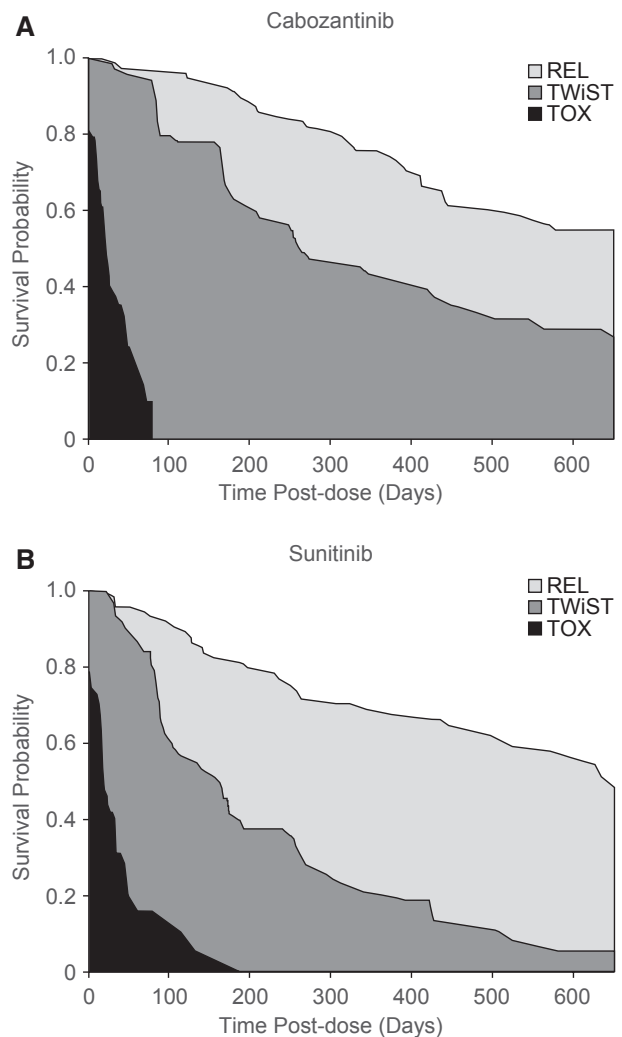 A
Cabozantinib
REL
TWiST
TOX
Survival Probability
1.0
0.8
0.6
0.4
0.2
0
0 100 200 300 400 500 600
Time Post-dose (Days)
B
Sunitinib
REL
TWiST
TOX
Survival Probability
1.0
0.8
0.6
0.4
0.2
0
0 100 200 300 400 500 600
Time Post-dose (Days)